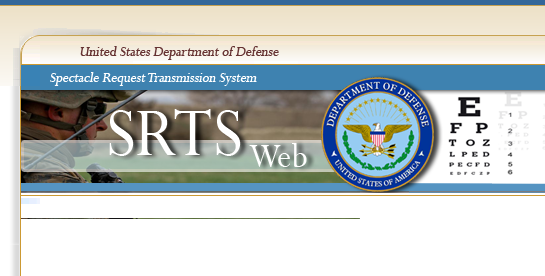 United States Department of Defense
Spectacle Request Transmission System
SRTS Web
DEPARTMENT OF DEFENSE
UNITED STATES OF AMERICA
E
F P
T O Z
L P E D
P E C F D
E D F C Z P
1
2
3
4
5
6